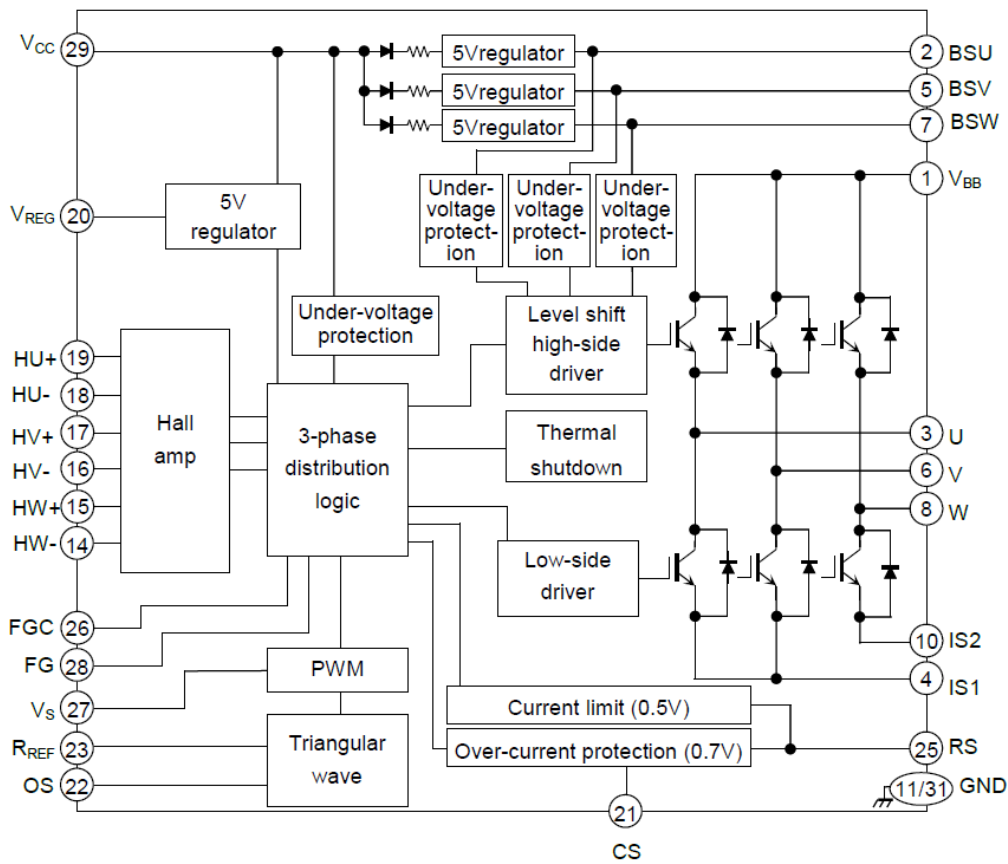 VCC 29
5Vregulator
2 BSU
5Vregulator
5 BSV
5Vregulator
7 BSW
Under-
voltage
protect-
ion
Under-
voltage
protect-
ion
Under-
voltage
protect-
ion
1 VBB
VREG 20
5V
regulator
Under-voltage
protection
Level shift
high-side
driver
HU+ 19
HU- 18
HV+ 17
HV- 16
HW+ 15
HW- 14
Hall
amp
3-phase
distribution
logic
Thermal
shutdown
3 U
6 V
8 W
Low-side
driver
FGC 26
FG 28
VS 27
RREF 23
OS 22
PWM
Triangular
wave
10 IS2
4 IS1
Current limit (0.5V)
Over-current protection (0.7V)
25 RS
11/31 GND
21
CS